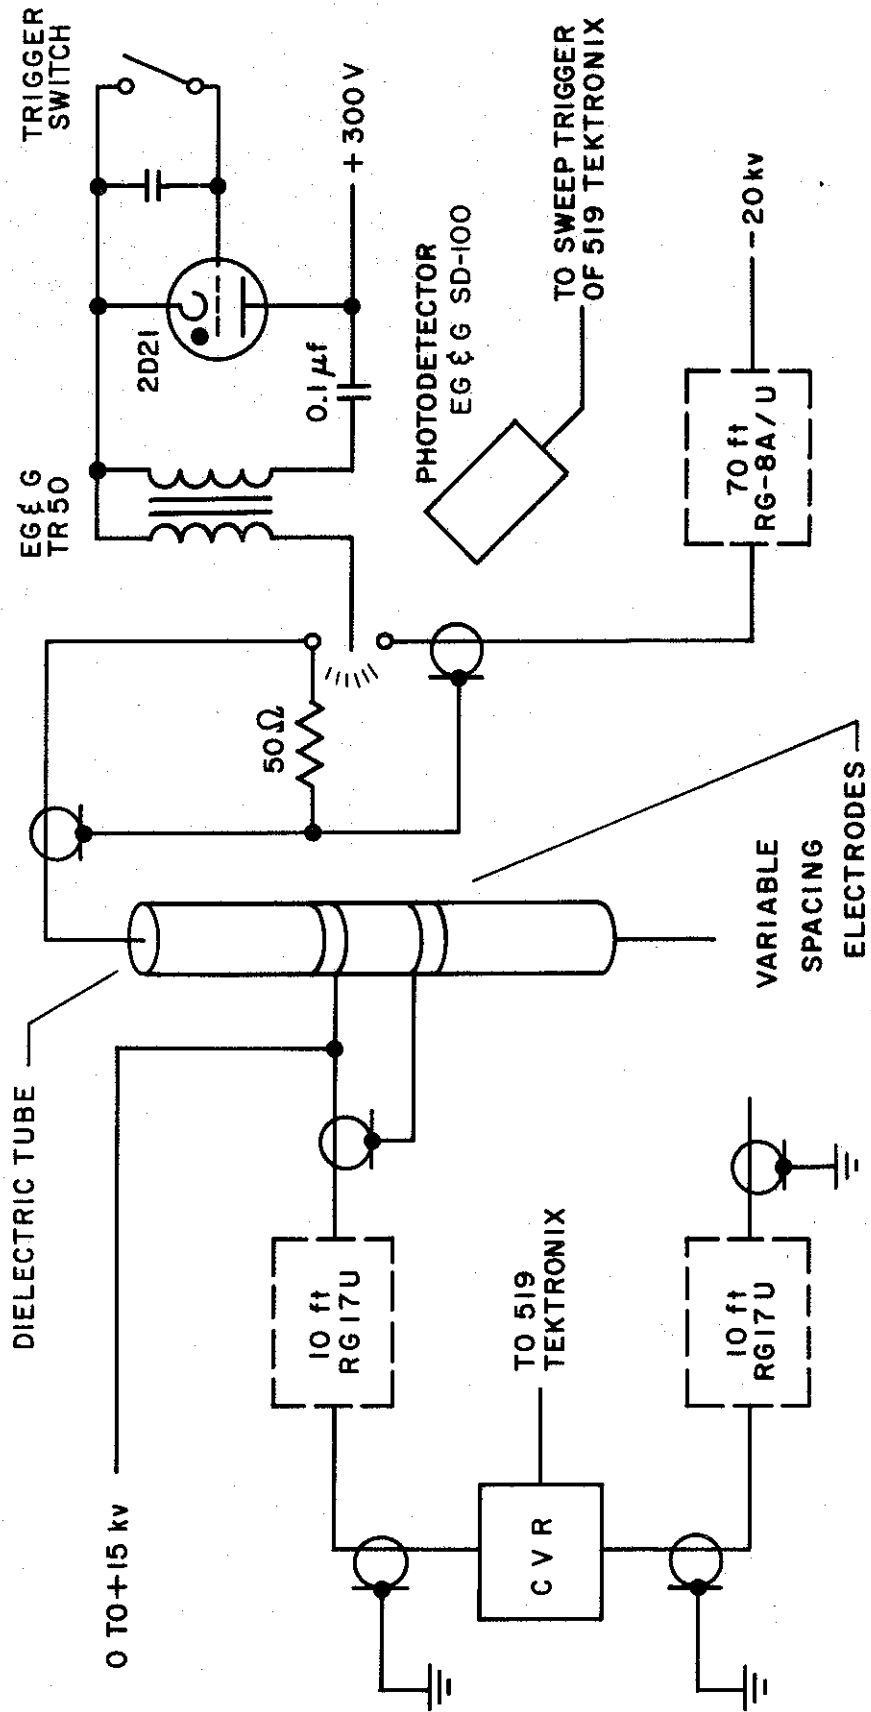 TRIGGER
SWITCH
2D21
+300V
0.1 μf
EG & G
TR50
PHOTODETECTOR
EG & G SD-100
TO SWEEP TRIGGER
OF 519 TEKTRONIX
-20kv
70 ft
RG-8A/U
50Ω
DIELECTRIC TUBE
VARIABLE
SPACING
ELECTRODES
0 TO +15 kv
10 ft
RG17U
TO 519
TEKTRONIX
CVR
10 ft
RG17U